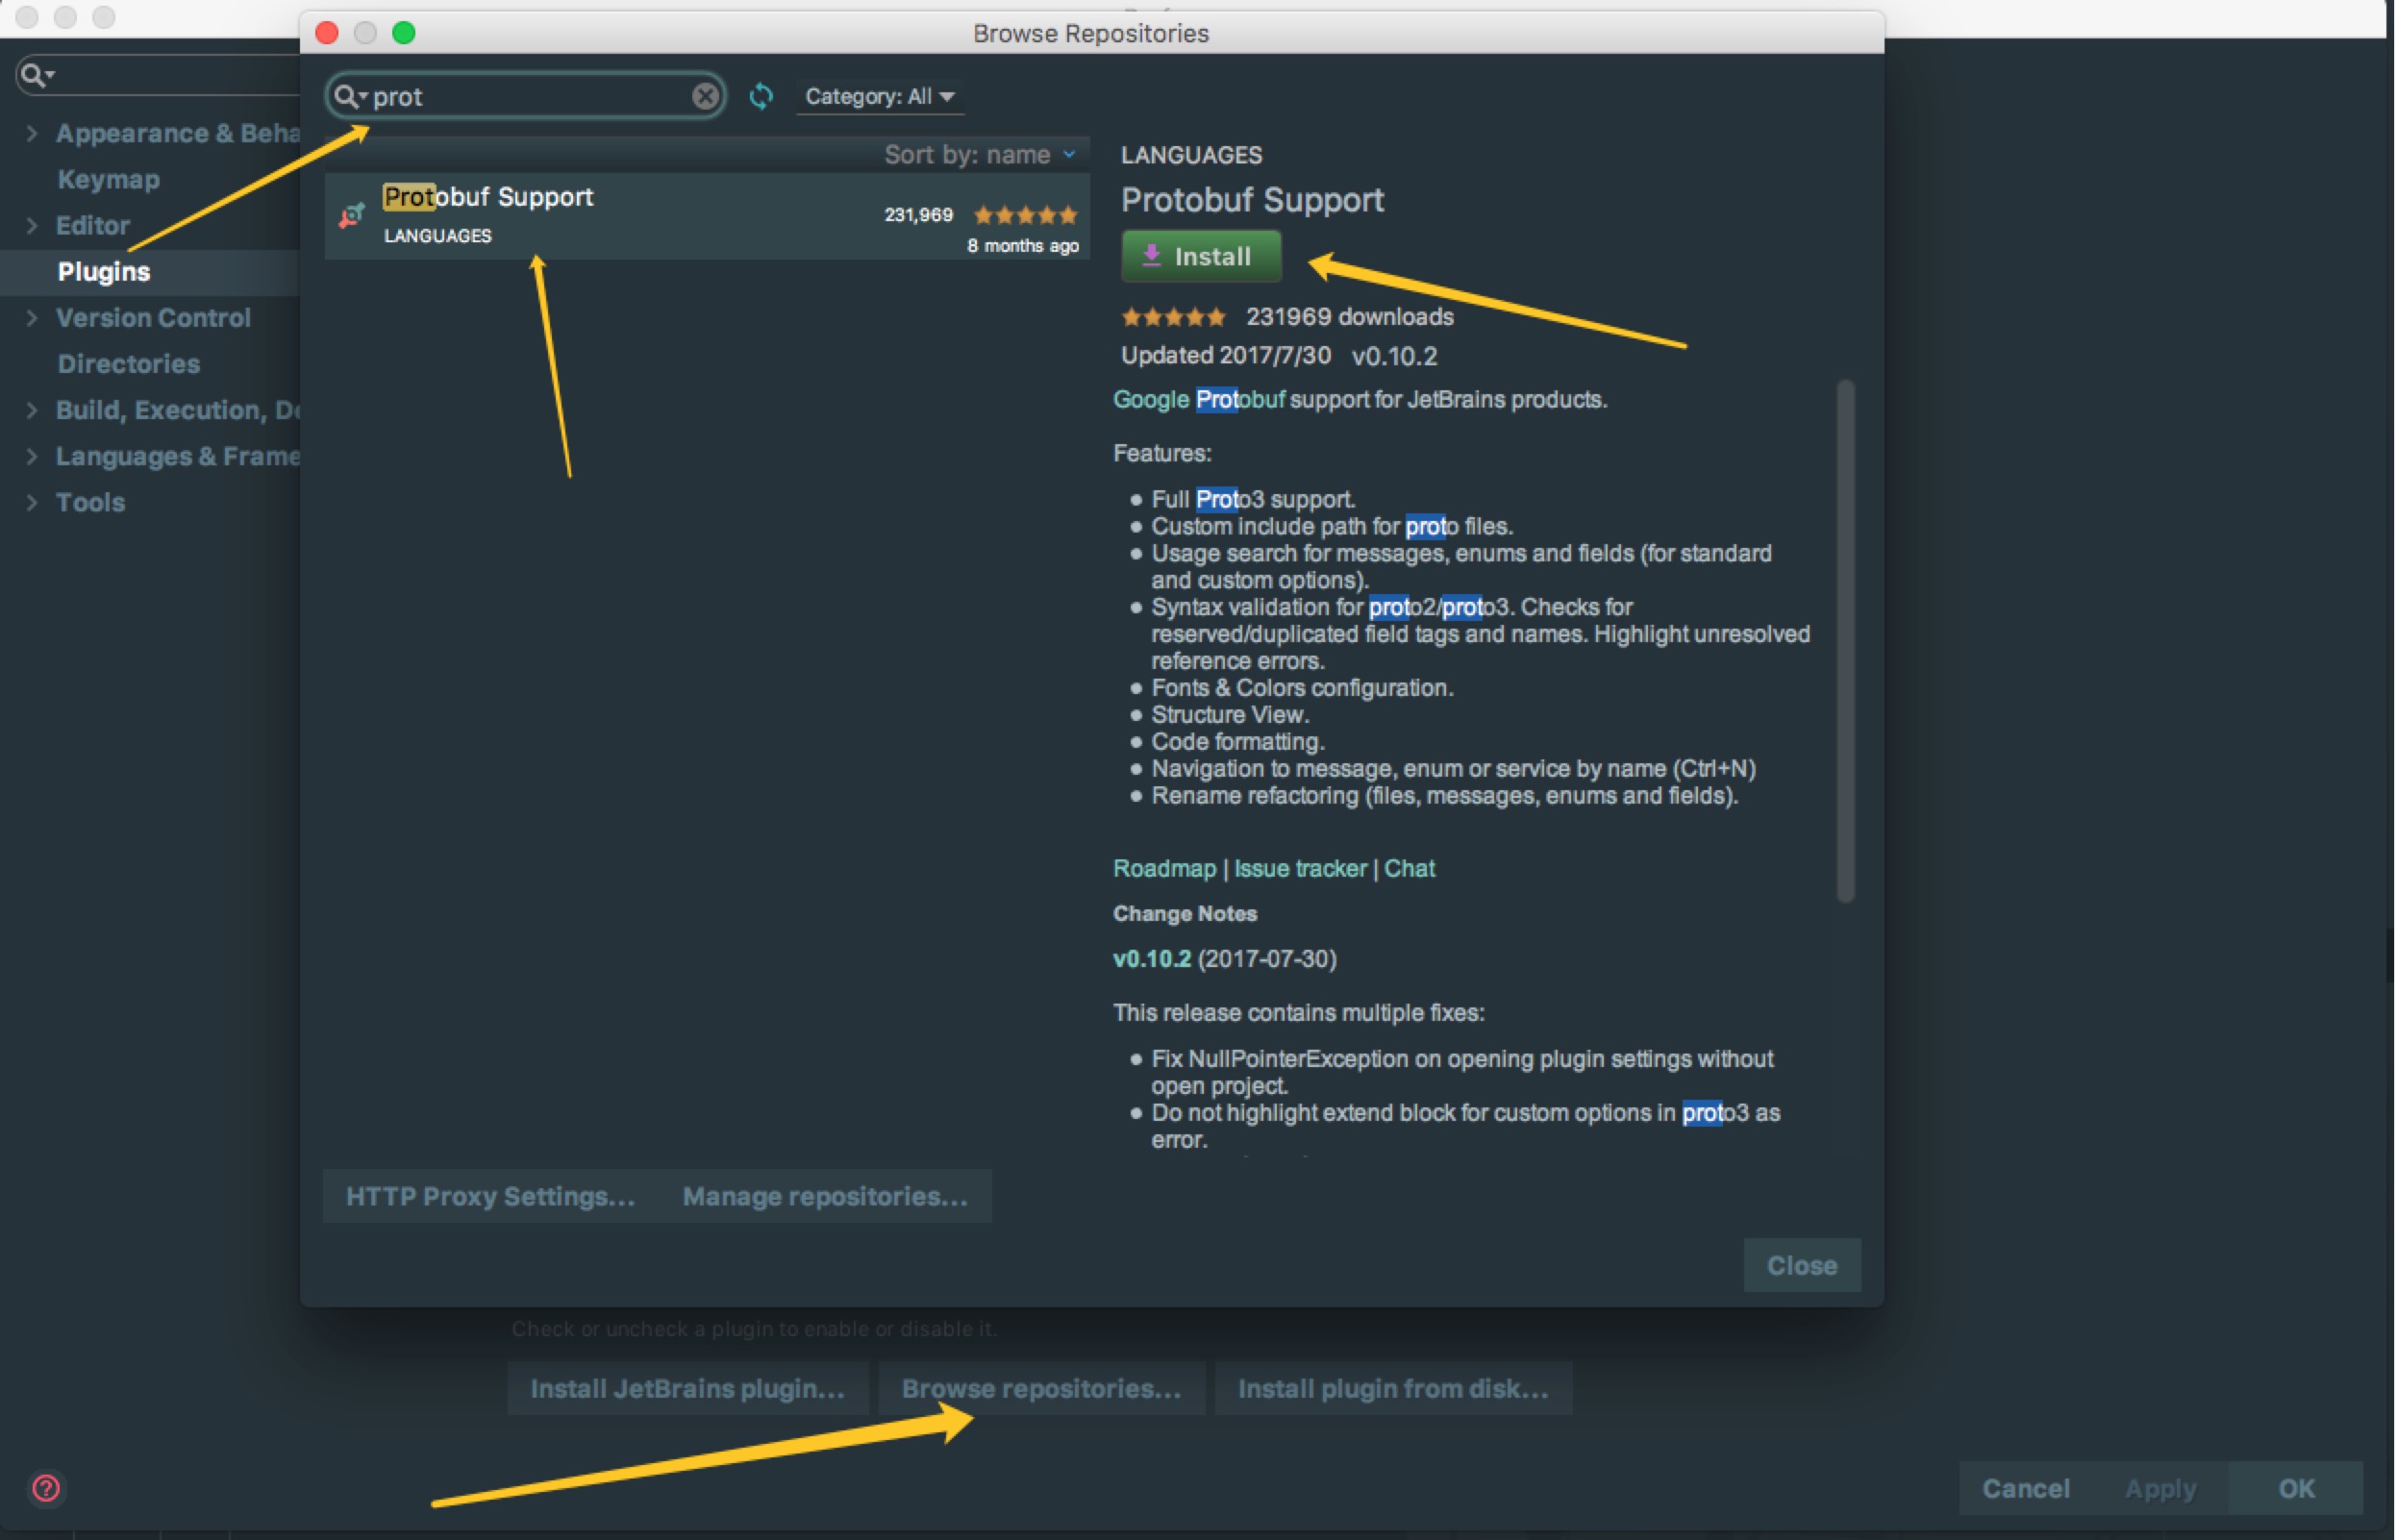 Browse Repositories
prot
Category: All
Appearance & Beha
Keymap
Editor
Plugins
Version Control
Directories
Build, Execution, De
Languages & Frame
Tools
Sort by: name
Protobuf Support
LANGUAGES
231,969
8 months ago
LANGUAGES
Protobuf Support
Install
231969 downloads
Updated 2017/7/30 v0.10.2
Google Protobuf support for JetBrains products.
Features:
● Full Proto3 support.
● Custom include path for proto files.
● Usage search for messages, enums and fields (for standard
and custom options).
● Syntax validation for proto2/proto3. Checks for
reserved/duplicated field tags and names. Highlight unresolved
reference errors.
● Fonts & Colors configuration.
● Structure View.
● Code formatting.
● Navigation to message, enum or service by name (Ctrl+N)
● Rename refactoring (files, messages, enums and fields).
Roadmap | Issue tracker | Chat
Change Notes
v0.10.2 (2017-07-30)
This release contains multiple fixes:
● Fix NullPointerException on opening plugin settings without
open project.
● Do not highlight extend block for custom options in proto3 as
error.
HTTP Proxy Settings... Manage repositories...
Close
Check or uncheck a plugin to enable or disable it.
Install JetBrains plugin... Browse repositories... Install plugin from disk...
?
Cancel Apply OK